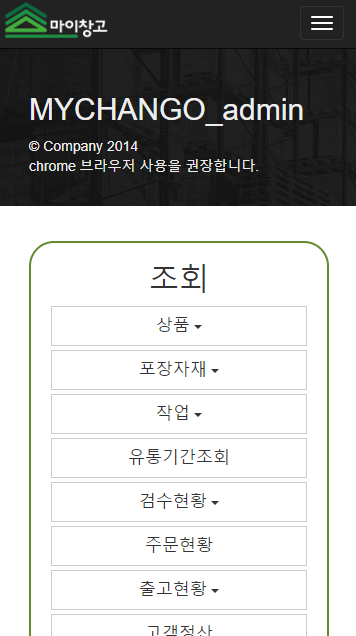 마이창고
MYCHANGO_admin
© Company 2014
chrome 브라우저 사용을 권장합니다.
조회
상품
포장자재
작업
유통기간조회
검수현황
주문현황
출고현황
고객정산